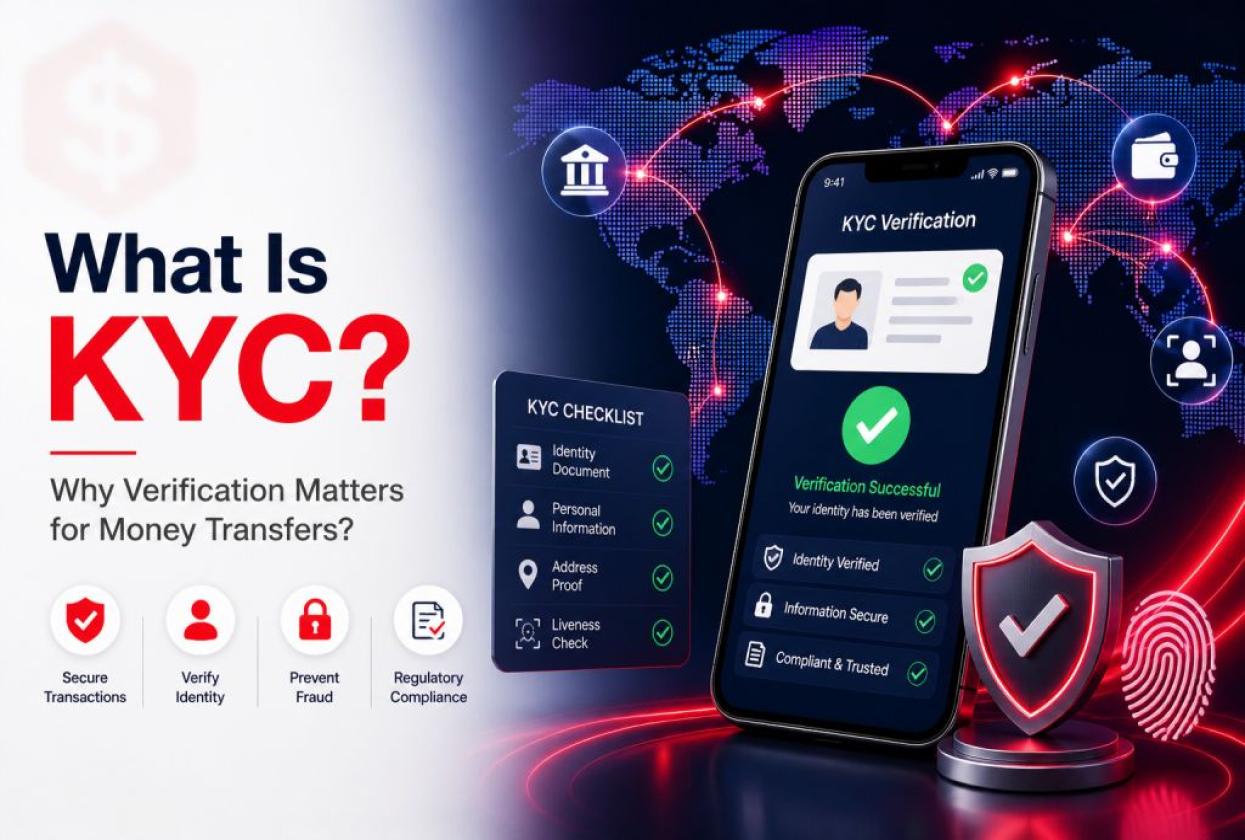 $
What Is
KYC?
Why Verification Matters
for Money Transfers?
Secure
Transactions
Verify
Identity
Prevent
Fraud
Regulatory
Compliance
KYC CHECKLIST
Identity
Document
Personal
Information
Address
Proof
Liveness
Check
9:41
KYC Verification
Verification Successful
Your identity has been verified
Identity Verified
Information Secure
Compliant & Trusted